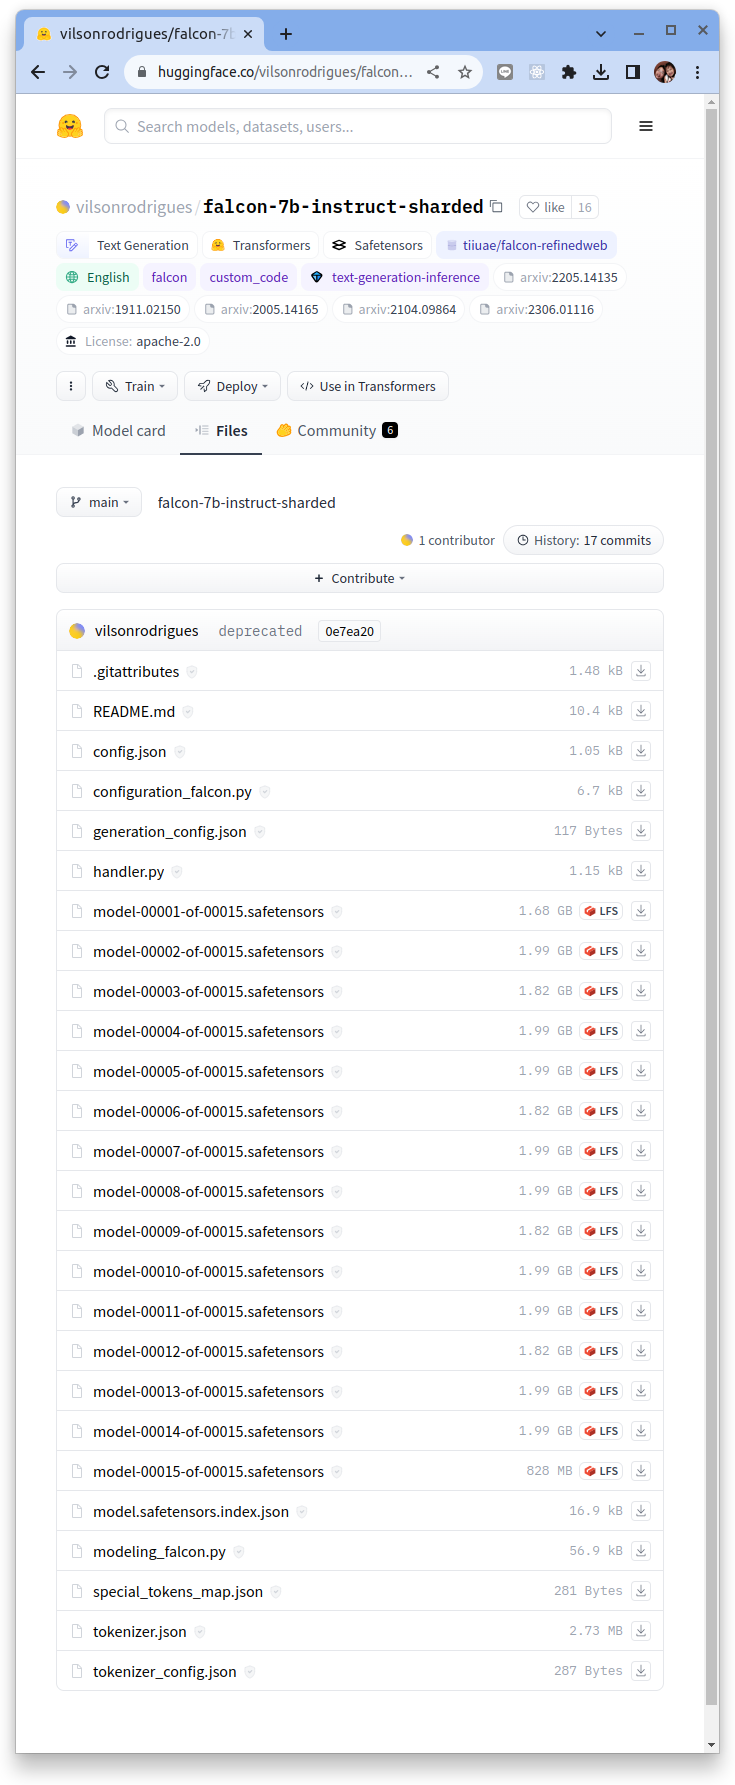 vilsonrodrigues/falcon-7b
huggingface.co/vilsonrodrigues/falcon...
Search models, datasets, users...
vilsonrodrigues/falcon-7b-instruct-sharded like 16
Text Generation Transformers Safetensors tiiuae/falcon-refinedweb
English falcon custom_code text-generation-inference arxiv:2205.14135
arxiv:1911.02150 arxiv:2005.14165 arxiv:2104.09864 arxiv:2306.01116
License: apache-2.0
Train Deploy </> Use in Transformers
Model card Files Community 6
main falcon-7b-instruct-sharded
1 contributor History: 17 commits
+ Contribute
vilsonrodrigues deprecated 0e7ea20
.gitattributes 1.48 kB
README.md 10.4 kB
config.json 1.05 kB
configuration_falcon.py 6.7 kB
generation_config.json 117 Bytes
handler.py 1.15 kB
model-00001-of-00015.safetensors 1.68 GB LFS
model-00002-of-00015.safetensors 1.99 GB LFS
model-00003-of-00015.safetensors 1.82 GB LFS
model-00004-of-00015.safetensors 1.99 GB LFS
model-00005-of-00015.safetensors 1.99 GB LFS
model-00006-of-00015.safetensors 1.82 GB LFS
model-00007-of-00015.safetensors 1.99 GB LFS
model-00008-of-00015.safetensors 1.99 GB LFS
model-00009-of-00015.safetensors 1.82 GB LFS
model-00010-of-00015.safetensors 1.99 GB LFS
model-00011-of-00015.safetensors 1.99 GB LFS
model-00012-of-00015.safetensors 1.82 GB LFS
model-00013-of-00015.safetensors 1.99 GB LFS
model-00014-of-00015.safetensors 1.99 GB LFS
model-00015-of-00015.safetensors 828 MB LFS
model.safetensors.index.json 16.9 kB
modeling_falcon.py 56.9 kB
special_tokens_map.json 281 Bytes
tokenizer.json 2.73 MB
tokenizer_config.json 287 Bytes